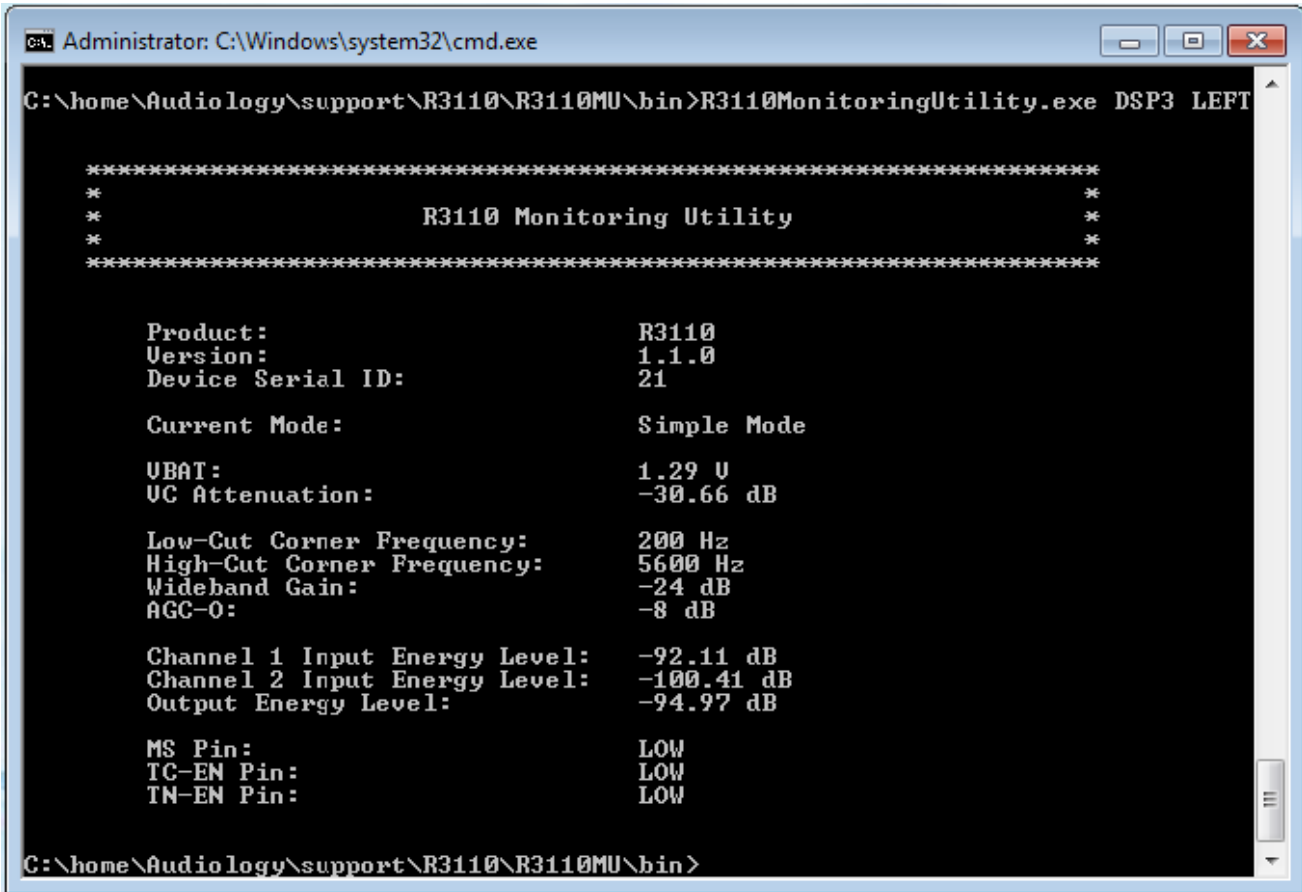 Administrator: C:\Windows\system32\cmd.exe
C:\home\Audiology\support\R3110\R3110MU\bin>R3110MonitoringUtility.exe DSP3 LEFT
******************************************************************
* *
* R3110 Monitoring Utility *
* *
******************************************************************
Product: R3110
Version: 1.1.0
Device Serial ID: 21
Current Mode: Simple Mode
VBAT: 1.29 V
VC Attenuation: -30.66 dB
Low-Cut Corner Frequency: 200 Hz
High-Cut Corner Frequency: 5600 Hz
Wideband Gain: -24 dB
AGC-O: -8 dB
Channel 1 Input Energy Level: -92.11 dB
Channel 2 Input Energy Level: -100.41 dB
Output Energy Level: -94.97 dB
MS Pin: LOW
TC-EN Pin: LOW
TN-EN Pin: LOW
C:\home\Audiology\support\R3110\R3110MU\bin>